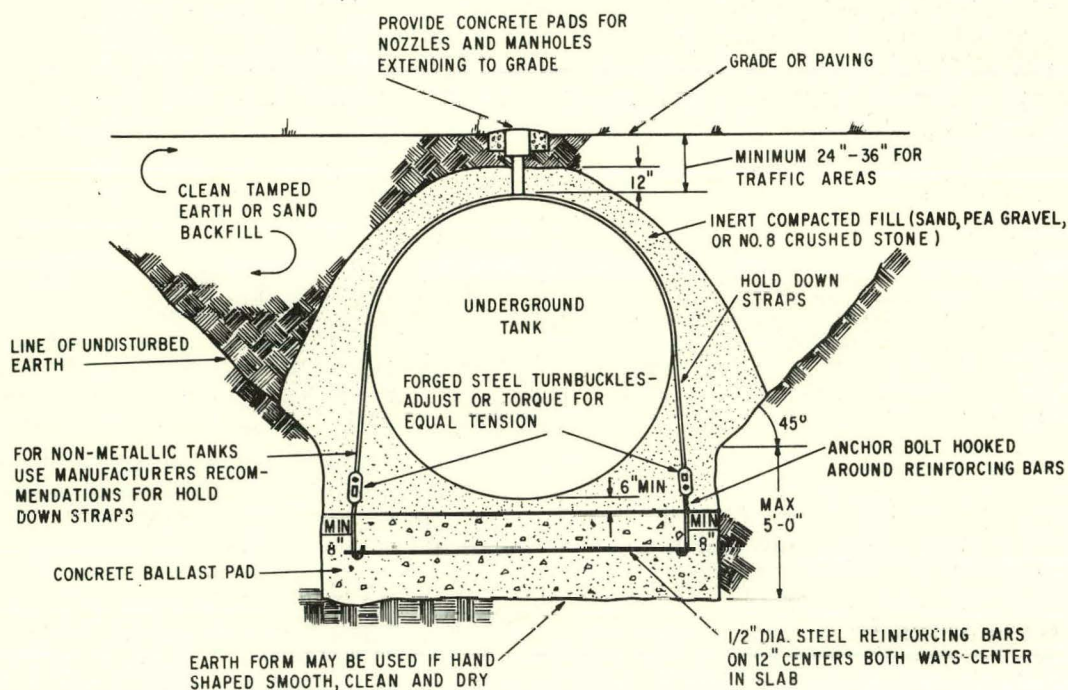 PROVIDE CONCRETE PADS FOR
NOZZLES AND MANHOLES
EXTENDING TO GRADE
GRADE OR PAVING
MINIMUM 24"-36" FOR
TRAFFIC AREAS
12"
CLEAN TAMPED
EARTH OR SAND
BACKFILL
INERT COMPACTED FILL (SAND, PEA GRAVEL,
OR NO. 8 CRUSHED STONE)
HOLD DOWN
STRAPS
UNDERGROUND
TANK
LINE OF UNDISTURBED
EARTH
FORGED STEEL TURNBUCKLES-
ADJUST OR TORQUE FOR
EQUAL TENSION
45°
FOR NON-METALLIC TANKS
USE MANUFACTURERS RECOM-
MENDATIONS FOR HOLD
DOWN STRAPS
ANCHOR BOLT HOOKED
AROUND REINFORCING BARS
6" MIN
MAX
5'-0"
MIN
8"
MIN
8"
CONCRETE BALLAST PAD
EARTH FORM MAY BE USED IF HAND
SHAPED SMOOTH, CLEAN AND DRY
1/2" DIA. STEEL REINFORCING BARS
ON 12" CENTERS BOTH WAYS-CENTER
IN SLAB